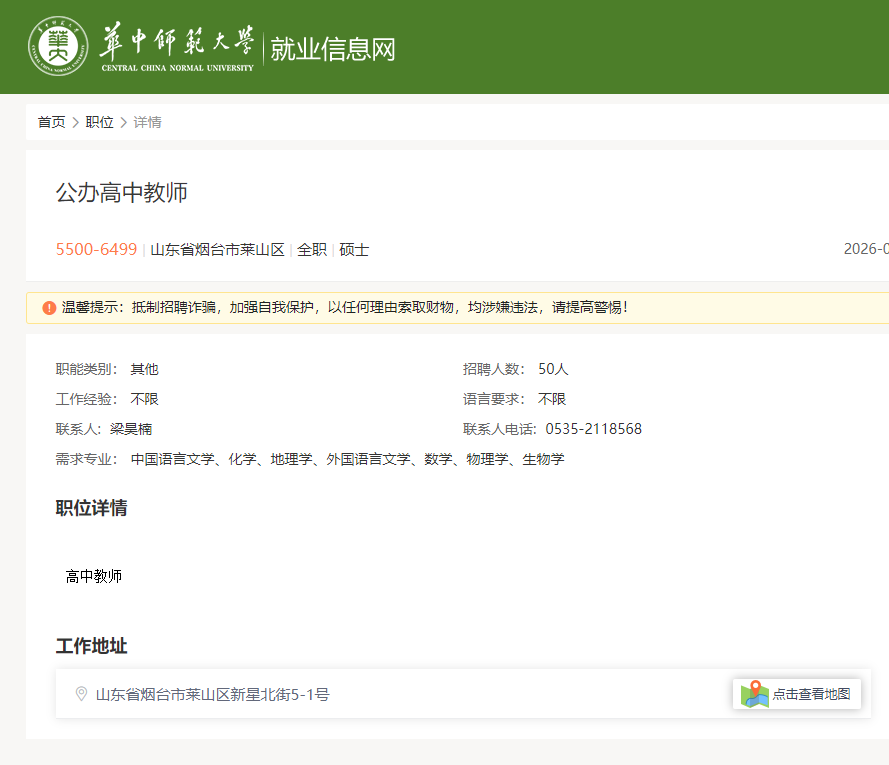 華中師範大学
CENTRAL CHINA NORMAL UNIVERSITY
就业信息网
首页 > 职位 > 详情
公办高中教师
5500-6499 | 山东省烟台市莱山区 | 全职 | 硕士
2026-0
温馨提示：抵制招聘诈骗，加强自我保护，以任何理由索取财物，均涉嫌违法，请提高警惕！
职能类别： 其他 招聘人数： 50人
工作经验： 不限 语言要求： 不限
联系人： 梁昊楠 联系人电话： 0535-2118568
需求专业： 中国语言文学、化学、地理学、外国语言文学、数学、物理学、生物学
职位详情
高中教师
工作地址
山东省烟台市莱山区新星北街5-1号 点击查看地图